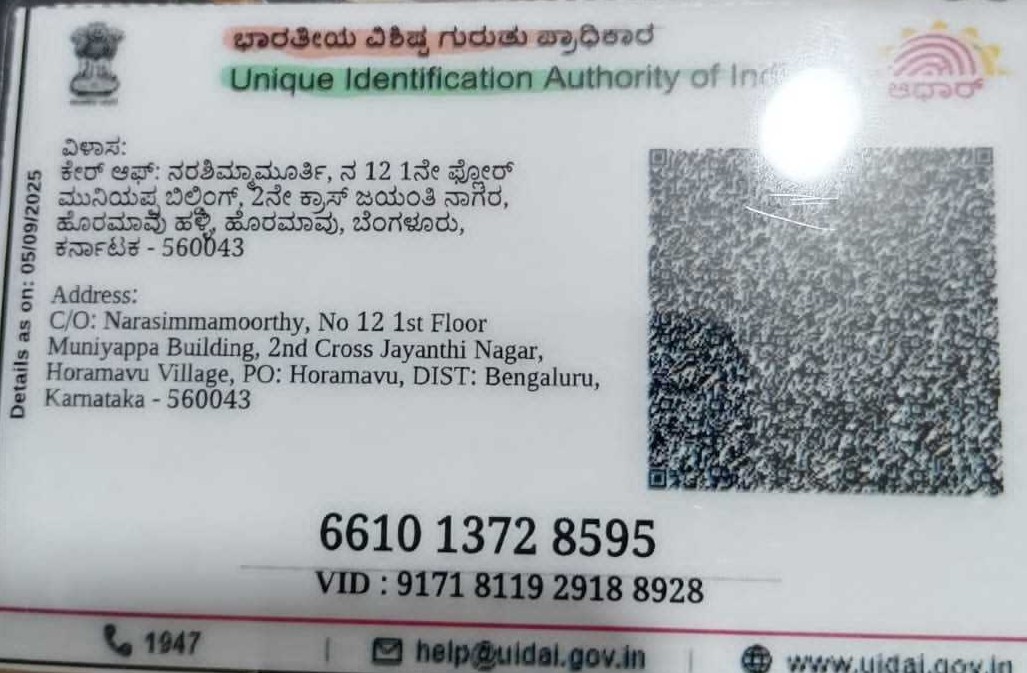 ಭಾರತೀಯ ವಿಶಿಷ್ಟ ಗುರುತು ಪ್ರಾಧಿಕಾರ
Unique Identification Authority of
ಆಧಾರ್
Details as on: 05/09/2025
ವಿಳಾಸ:
ಕೇರ್ ಆಫ್: ನರಶಿಮ್ಮಾಮೂರ್ತಿ, ನ 12 1ನೇ ಫ್ಲೋರ್
ಮುನಿಯಪ್ಪ ಬಿಲ್ಡಿಂಗ್, 2ನೇ ಕ್ರಾಸ್ ಜಯಂತಿ ನಾಗರ,
ಹೊರಮಾವು ಹಳ್ಳಿ, ಹೊರಮಾವು, ಬೆಂಗಳೂರು,
ಕರ್ನಾಟಕ - 560043
Address:
C/O: Narasimmamoorthy, No 12 1st Floor
Muniyappa Building, 2nd Cross Jayanthi Nagar,
Horamavu Village, PO: Horamavu, DIST: Bengaluru,
Karnataka - 560043
6610 1372 8595
VID : 9171 8119 2918 8928
1947 | help@uidai.gov.in | www.uidai.gov.in